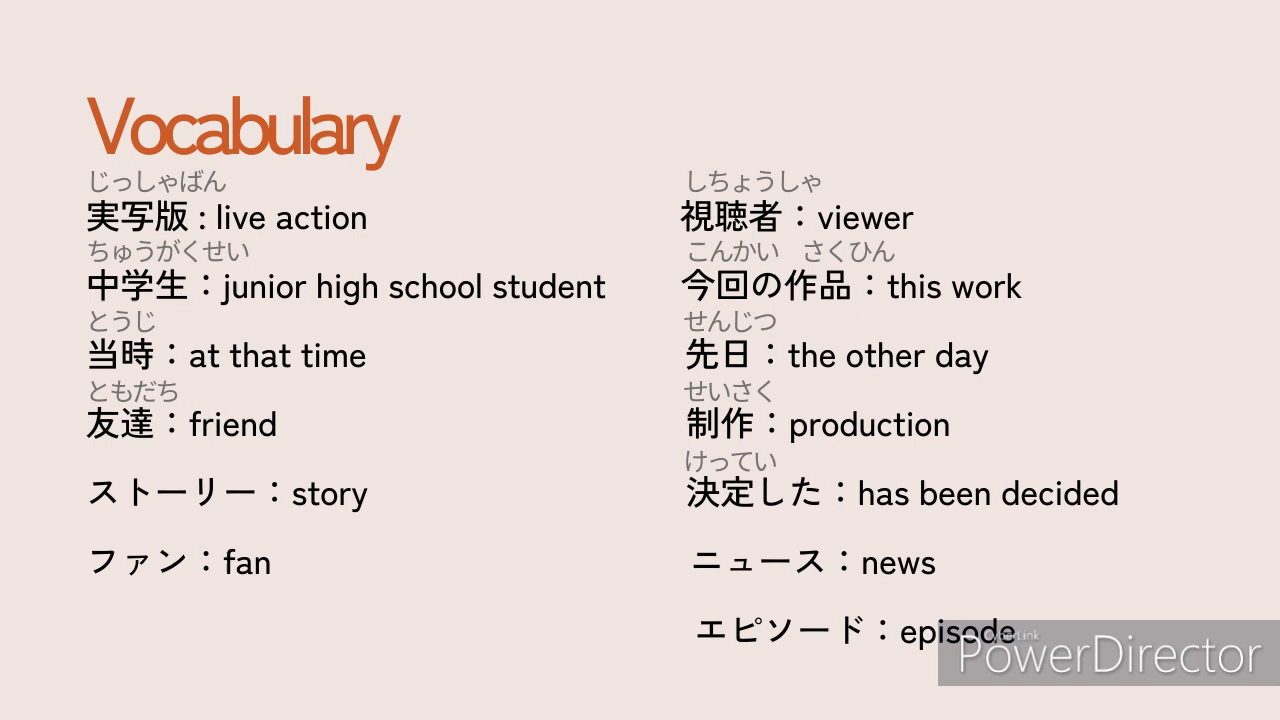 Vocabulary
じっしゃばん
実写版 : live action
ちゅうがくせい
中学生：junior high school student
とうじ
当時：at that time
ともだち
友達：friend
ストーリー：story
ファン：fan
しちょうしゃ
視聴者：viewer
こんかい　さくひん
今回の作品：this work
せんじつ
先日：the other day
せいさく
制作：production
けってい
決定した：has been decided
ニュース：news
エピソード：episode
CyberLink
PowerDirector